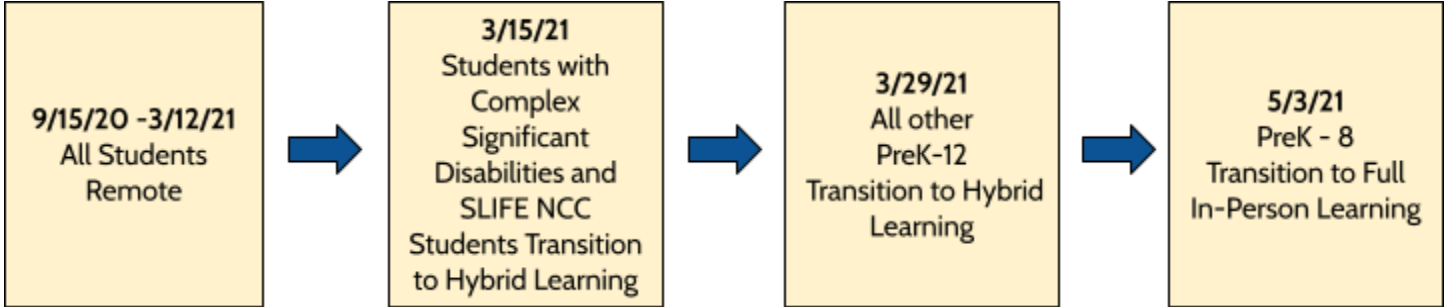 9/15/20 -3/12/21
All Students
Remote
3/15/21
Students with
Complex
Significant
Disabilities and
SLIFE NCC
Students Transition
to Hybrid Learning
3/29/21
All other
PreK-12
Transition to Hybrid
Learning
5/3/21
PreK - 8
Transition to Full
In-Person Learning